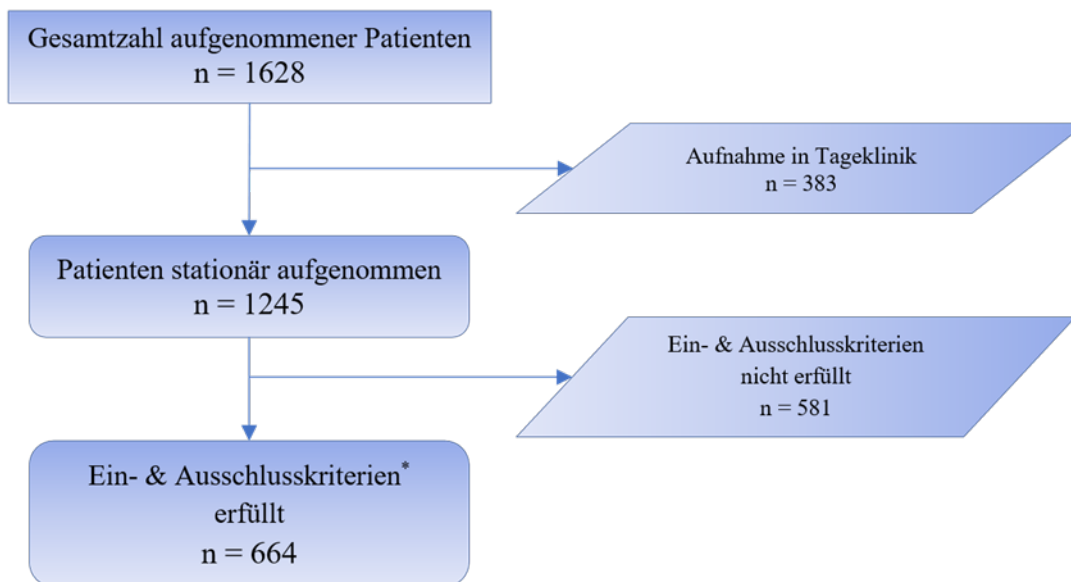 Gesamtzahl aufgenommener Patienten
n = 1628
Aufnahme in Tageklinik
n = 383
Patienten stationär aufgenommen
n = 1245
Ein- & Ausschlusskriterien
nicht erfüllt
n = 581
Ein- & Ausschlusskriterien*
erfüllt
n = 664